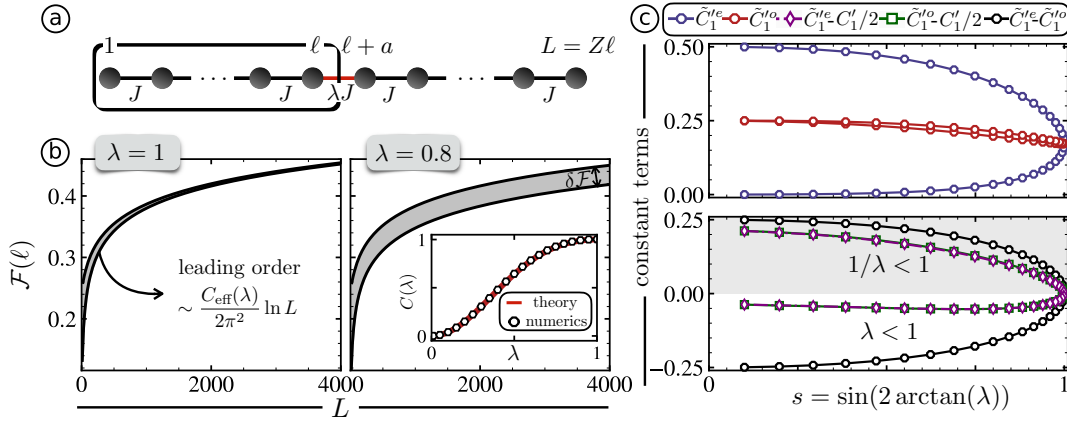 a
1 ℓ ℓ + a L = Zℓ
J ⋯ J λJ J ⋯ J
b
λ = 1
λ = 0.8
F(ℓ)
0.4
0.3
0.2
leading order
~ C_eff(λ)/2π² ln L
δF
C(λ)
1
0
0 λ 1
theory
numerics
0 2000 4000
0 2000 4000
L
c
C̃₁′ᵉ C̃₁′ᵒ C̃₁′ᵉ-C₁′/2 C̃₁′ᵒ-C₁′/2 C̃₁′ᵉ-C̃₁′ᵒ
constant terms
0.50
0.25
0.00
0.25
0.00
−0.25
1/λ < 1
λ < 1
0 1
s = sin(2 arctan(λ))